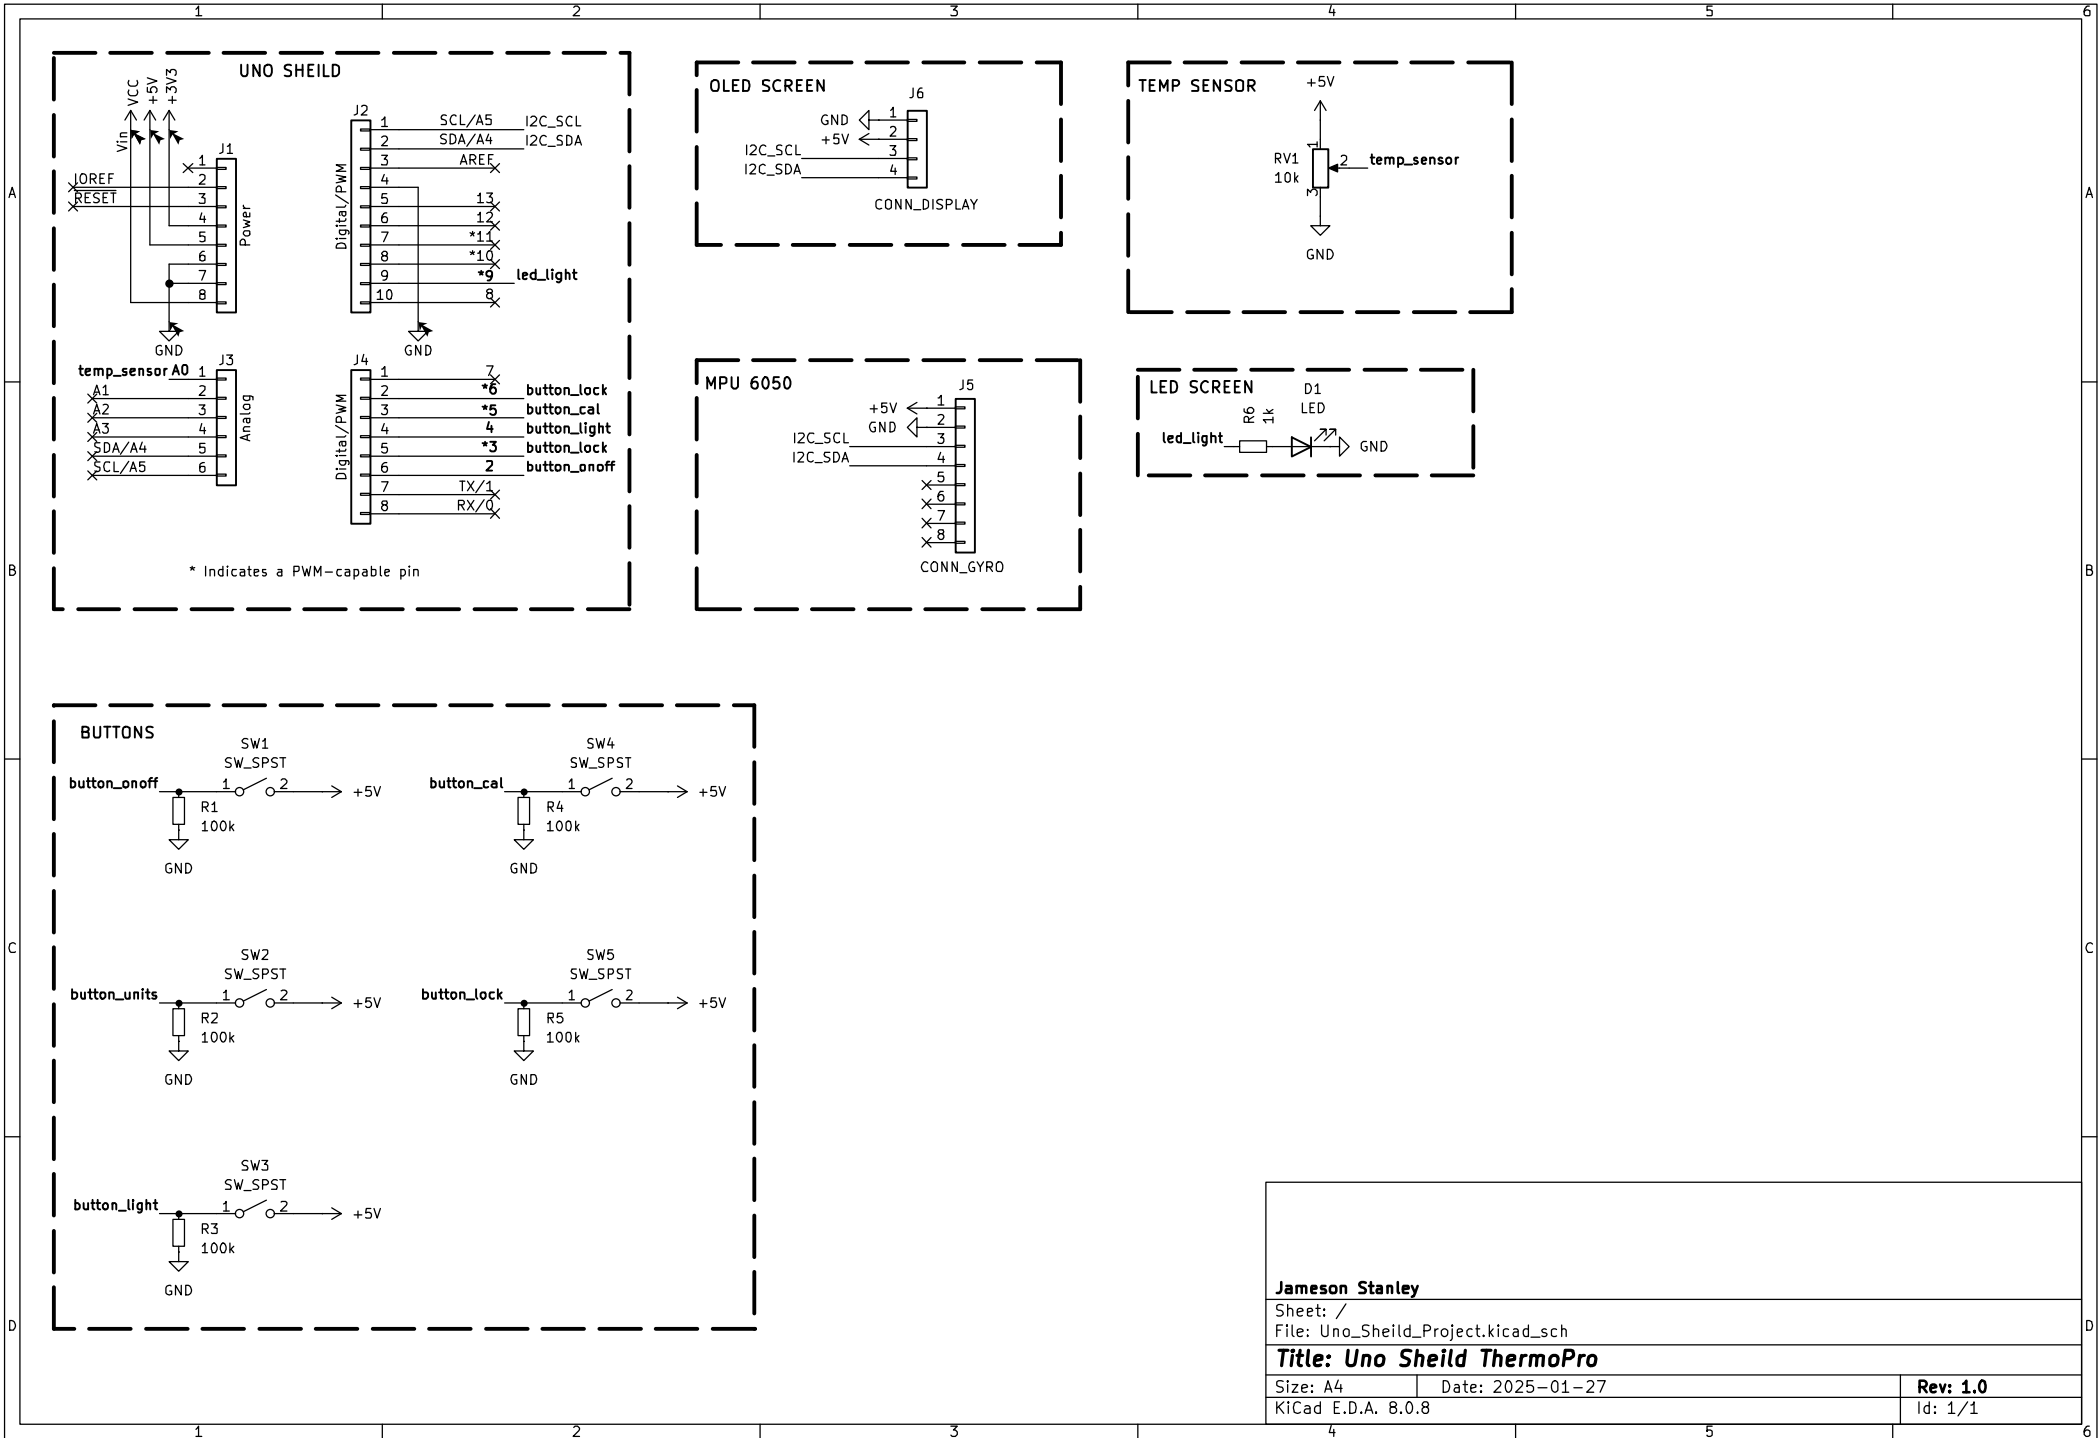 1 2 3 4 5 6
A
B
C
D
UNO SHEILD
VCC
+5V
+3V3
Vin
J1
1
IOREF 2
RESET 3
4
5
6
7
8
Power
GND
J2
1 SCL/A5 I2C_SCL
2 SDA/A4 I2C_SDA
3 AREF
4
5 13
6 12
7 *11
8 *10
9 *9 led_light
10 8
Digital/PWM
GND
J3
temp_sensor A0 1
A1 2
A2 3
A3 4
SDA/A4 5
SCL/A5 6
Analog
J4
1 7
2 *6 button_lock
3 *5 button_cal
4 4 button_light
5 *3 button_lock
6 2 button_onoff
7 TX/1
8 RX/0
Digital/PWM
* Indicates a PWM-capable pin
OLED SCREEN
J6
GND 1
+5V 2
I2C_SCL 3
I2C_SDA 4
CONN_DISPLAY
TEMP SENSOR
+5V
1
RV1
10k
2 temp_sensor
3
GND
MPU 6050
J5
+5V 1
GND 2
I2C_SCL 3
I2C_SDA 4
5
6
7
8
CONN_GYRO
LED SCREEN
R6
1k
D1
LED
led_light
GND
BUTTONS
SW1
SW_SPST
button_onoff 1 2 +5V
R1
100k
GND
SW4
SW_SPST
button_cal 1 2 +5V
R4
100k
GND
SW2
SW_SPST
button_units 1 2 +5V
R2
100k
GND
SW5
SW_SPST
button_lock 1 2 +5V
R5
100k
GND
SW3
SW_SPST
button_light 1 2 +5V
R3
100k
GND
Jameson Stanley
Sheet: /
File: Uno_Sheild_Project.kicad_sch
Title: Uno Sheild ThermoPro
Size: A4 Date: 2025-01-27 Rev: 1.0
KiCad E.D.A. 8.0.8 Id: 1/1
A
B
C
D
1 2 3 4 5 6